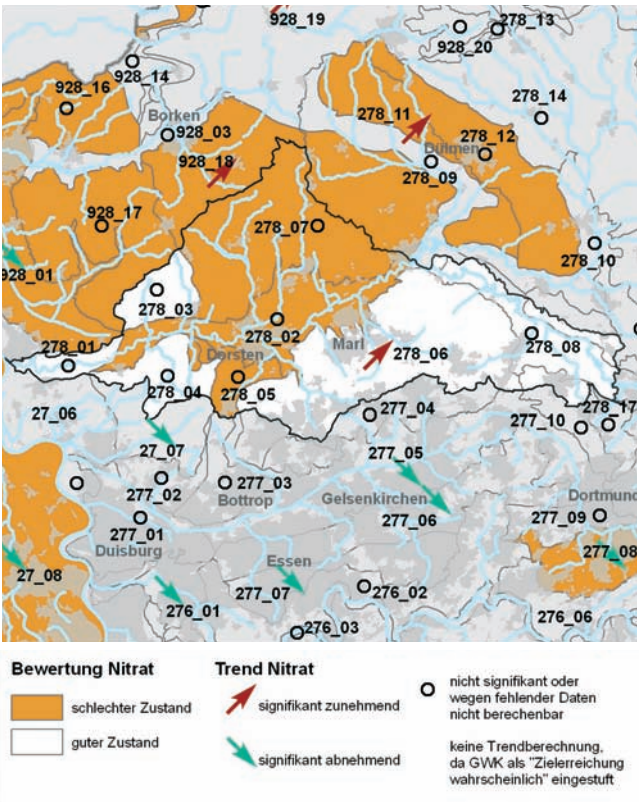 928_19
278_13
928_20
928_16
928_14
278_14
Borken
928_03
278_11
278_12
Dülmen
928_18
278_09
928_17
278_07
278_10
928_01
278_03
278_02
278_01
Marl
278_08
Dorsten
278_06
278_04
278_05
27_06
277_04
278_17
277_10
27_07
277_05
277_02
277_03
Bottrop
Gelsenkirchen
Dortmund
277_01
277_06
277_09
Duisburg
277_08
Essen
27_08
277_07
276_02
276_01
276_06
276_03
Bewertung Nitrat
schlechter Zustand
guter Zustand
Trend Nitrat
signifikant zunehmend
signifikant abnehmend
nicht signifikant oder
wegen fehlender Daten
nicht berechenbar
keine Trendberechnung,
da GWK als "Zielerreichung
wahrscheinlich" eingestuft